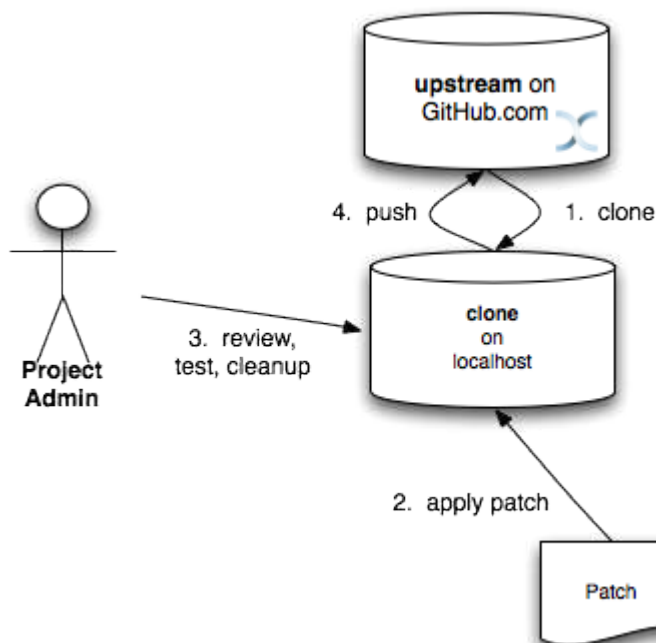 upstream on
GitHub.com
4. push
1. clone
clone
on
localhost
3. review,
test, cleanup
Project
Admin
2. apply patch
Patch